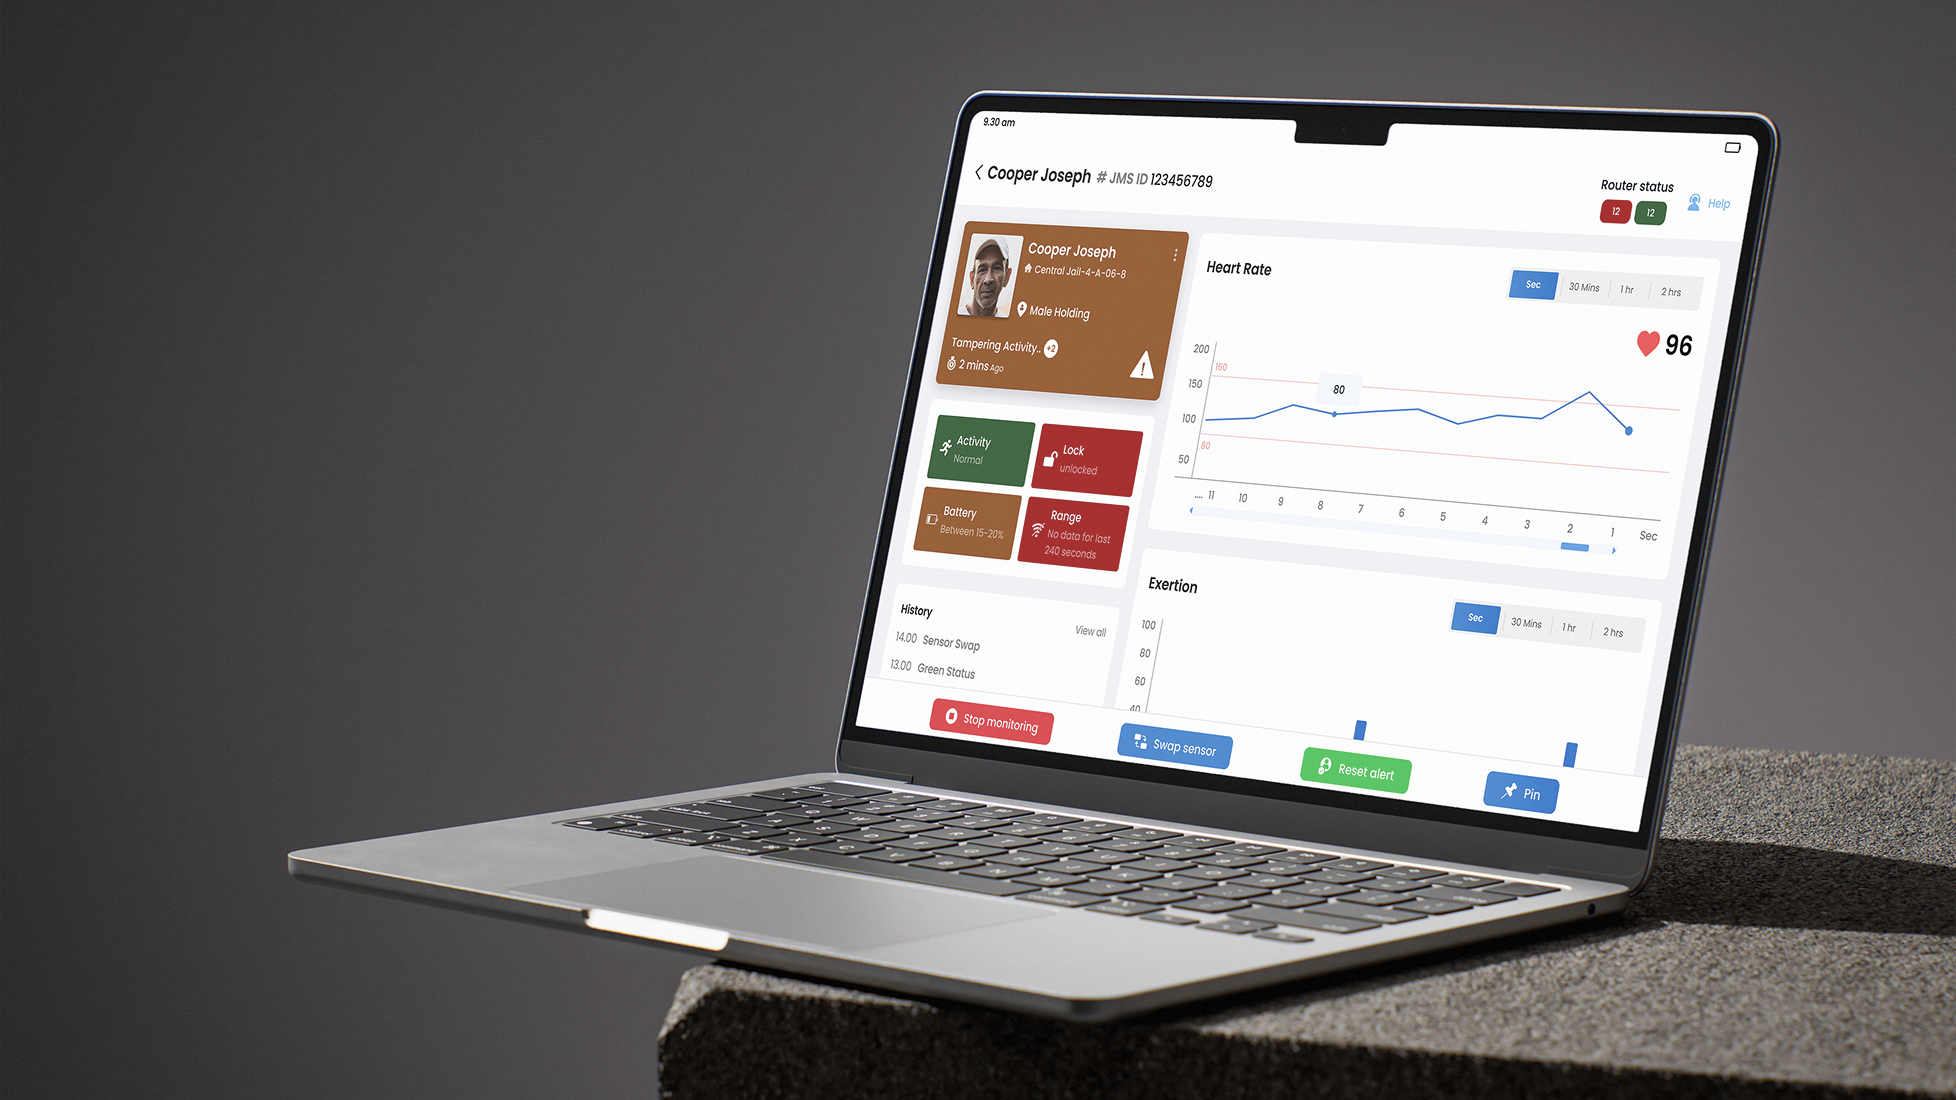 9.30 am
Cooper Joseph # JMS ID 123456789
Router status
12 12
Help
Cooper Joseph
Central Jail-4-A-06-8
Male Holding
Tampering Activity.. +2
2 mins Ago
Activity
Normal
Lock
unlocked
Battery
Between 15-20%
Range
No data for last
240 seconds
History
View all
14.00 Sensor Swap
13.00 Green Status
Heart Rate
Sec 30 Mins 1 hr 2 hrs
96
200
160
150
80
100
80
50
.... 11 10 9 8 7 6 5 4 3 2 1 Sec
Exertion
Sec 30 Mins 1 hr 2 hrs
100
80
60
40
Stop monitoring
Swap sensor
Reset alert
Pin